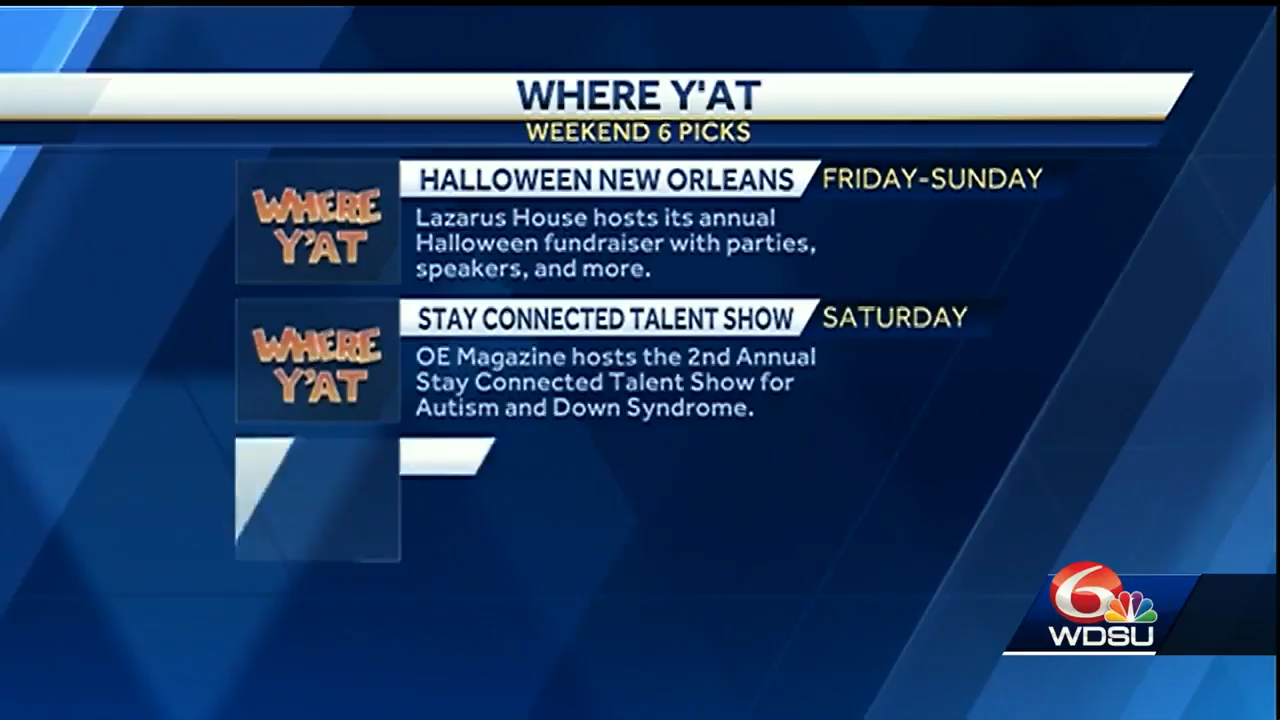 WHERE Y'AT
WEEKEND 6 PICKS
WHERE
Y'AT
HALLOWEEN NEW ORLEANS
FRIDAY-SUNDAY
Lazarus House hosts its annual
Halloween fundraiser with parties,
speakers, and more.
WHERE
Y'AT
STAY CONNECTED TALENT SHOW
SATURDAY
OE Magazine hosts the 2nd Annual
Stay Connected Talent Show for
Autism and Down Syndrome.
6
WDSU